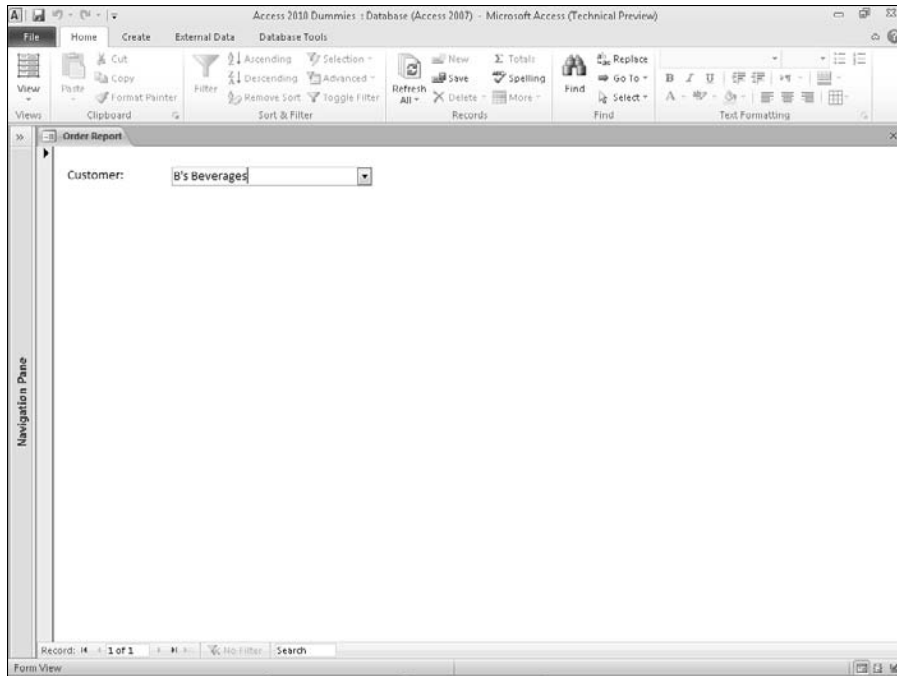 Access 2010 Dummies : Database (Access 2007) - Microsoft Access (Technical Preview)
File Home Create External Data Database Tools
View
Views
Paste
Cut
Copy
Format Painter
Clipboard
Filter
Ascending
Descending
Remove Sort
Selection
Advanced
Toggle Filter
Sort & Filter
Refresh All
New
Save
Delete
Totals
Spelling
More
Records
Find
Replace
Go To
Select
Find
B I U
A
Text Formatting
Order Report
Customer: B's Beverages
Navigation Pane
Record: 1 of 1 No Filter Search
Form View